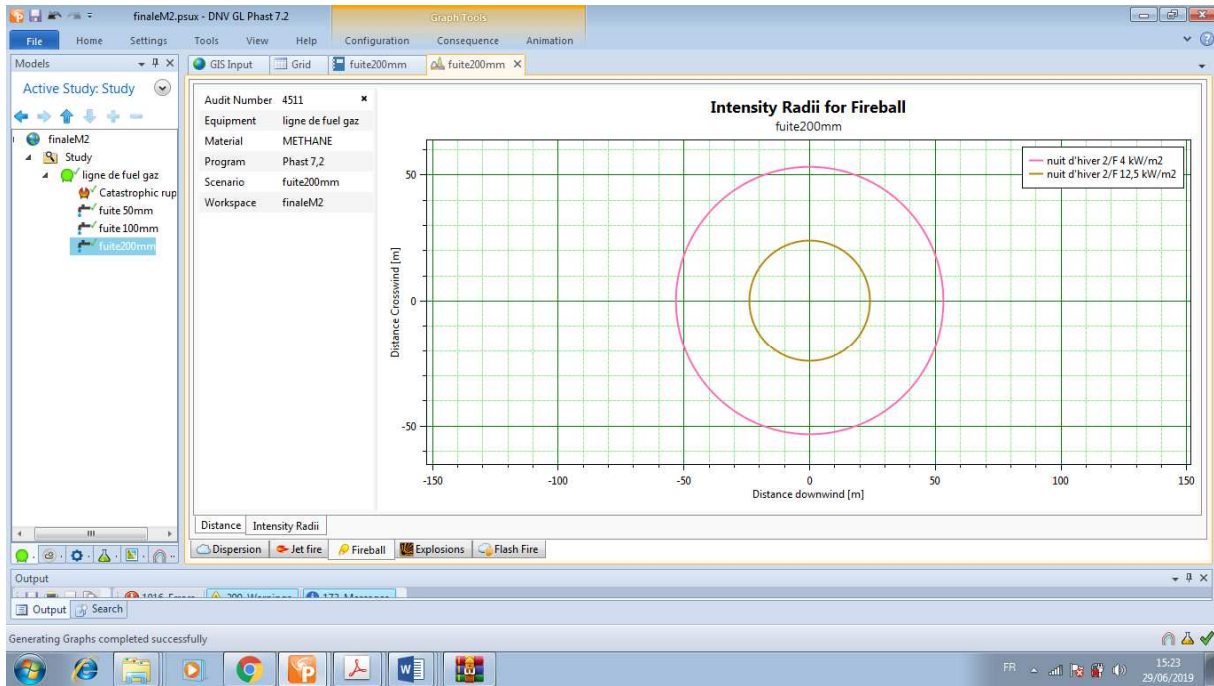 finaleM2.psux - DNV GL Phast 7.2
Graph Tools
File Home Settings Tools View Help Configuration Consequence Animation
Models
GIS Input Grid fuite200mm fuite200mm
Active Study: Study
finaleM2
Study
ligne de fuel gaz
Catastrophic rup
fuite 50mm
fuite 100mm
fuite200mm
Audit Number 4511
Equipment ligne de fuel gaz
Material METHANE
Program Phast 7,2
Scenario fuite200mm
Workspace finaleM2
Intensity Radii for Fireball
fuite200mm
nuit d'hiver 2/F 4 kW/m2
nuit d'hiver 2/F 12,5 kW/m2
Distance Crosswind [m]
50
0
-50
-150 -100 -50 0 50 100 150
Distance downwind [m]
Distance Intensity Radii
Dispersion Jet fire Fireball Explosions Flash Fire
Output
Output Search
Generating Graphs completed successfully
FR
15:23
29/06/2019